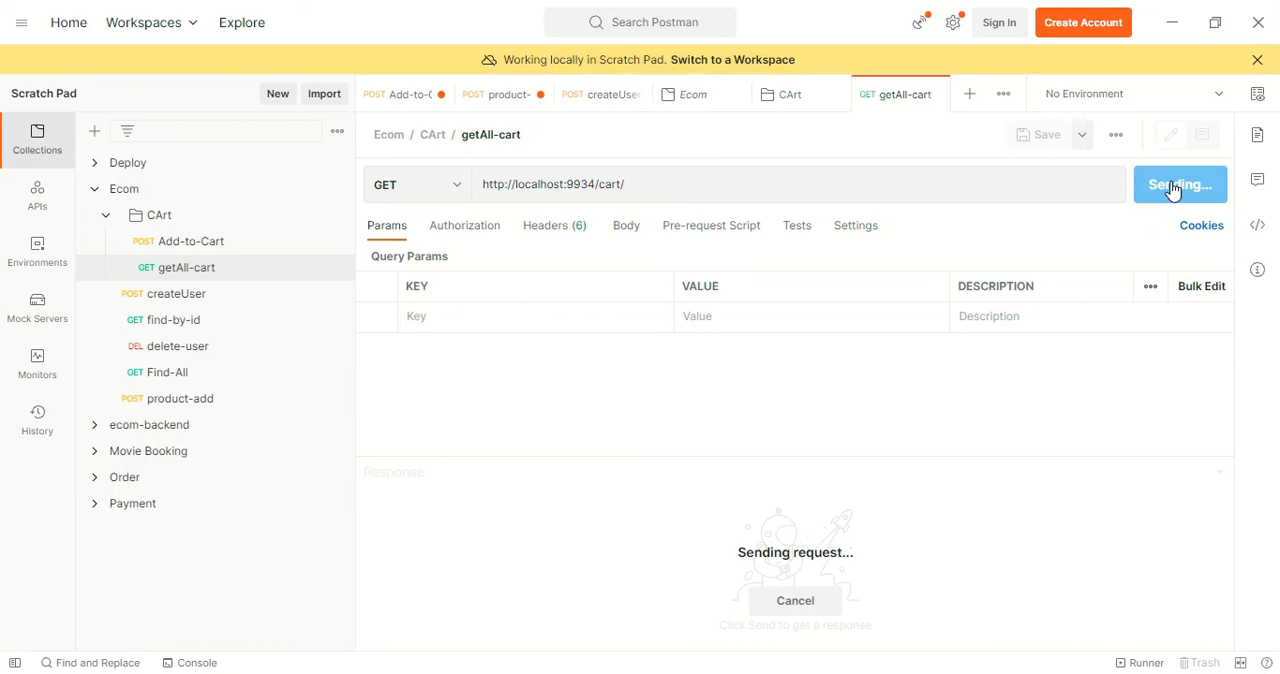 Home Workspaces Explore Search Postman Sign In Create Account
Working locally in Scratch Pad. Switch to a Workspace
Scratch Pad New Import
POST Add-to-C POST product- POST createUser Ecom CArt GET getAll-cart No Environment
Collections
APIs
Environments
Mock Servers
Monitors
History
Deploy
Ecom
CArt
POST Add-to-Cart
GET getAll-cart
POST createUser
GET find-by-id
DEL delete-user
GET Find-All
POST product-add
ecom-backend
Movie Booking
Order
Payment
Ecom / CArt / getAll-cart Save
GET http://localhost:9934/cart/ Sending...
Params Authorization Headers (6) Body Pre-request Script Tests Settings Cookies
Query Params
KEY VALUE DESCRIPTION Bulk Edit
Key Value Description
Response
Sending request...
Cancel
Click Send to get a response
Find and Replace Console Runner Trash